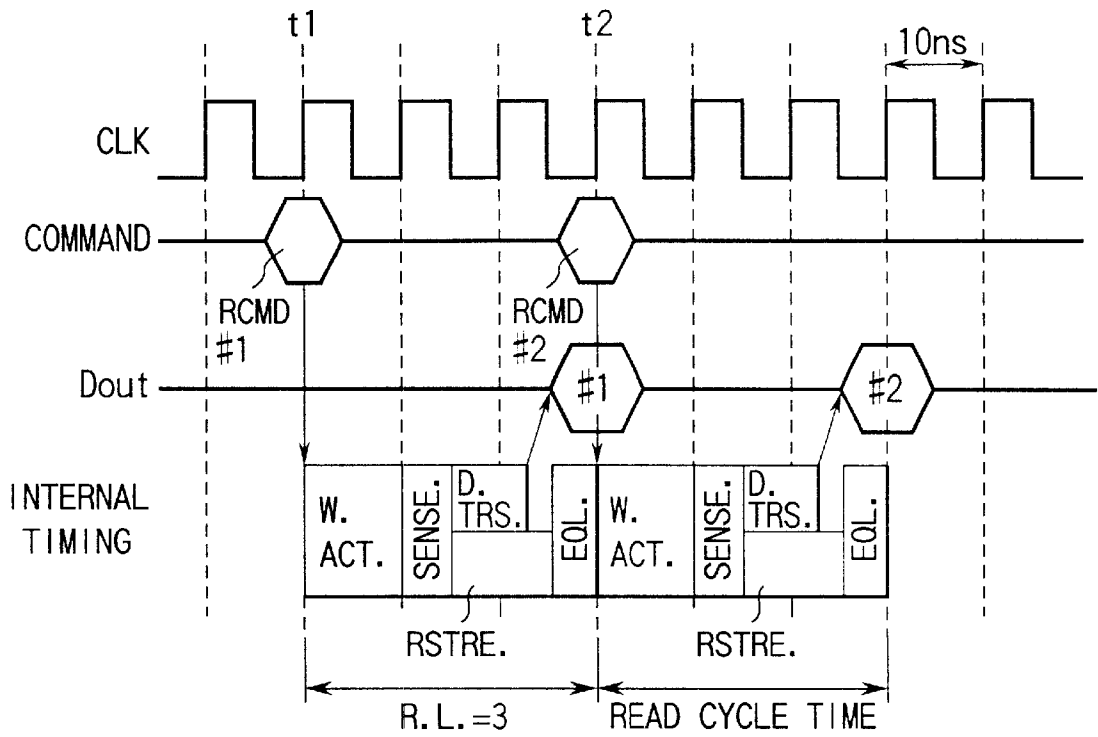 t1
t2
10ns
CLK
COMMAND
RCMD
#1
RCMD
#2
Dout
#1
#2
INTERNAL
TIMING
W.
ACT.
SENSE.
D.
TRS.
EQL.
W.
ACT.
SENSE.
D.
TRS.
EQL.
RSTRE.
RSTRE.
R.L.=3
READ CYCLE TIME